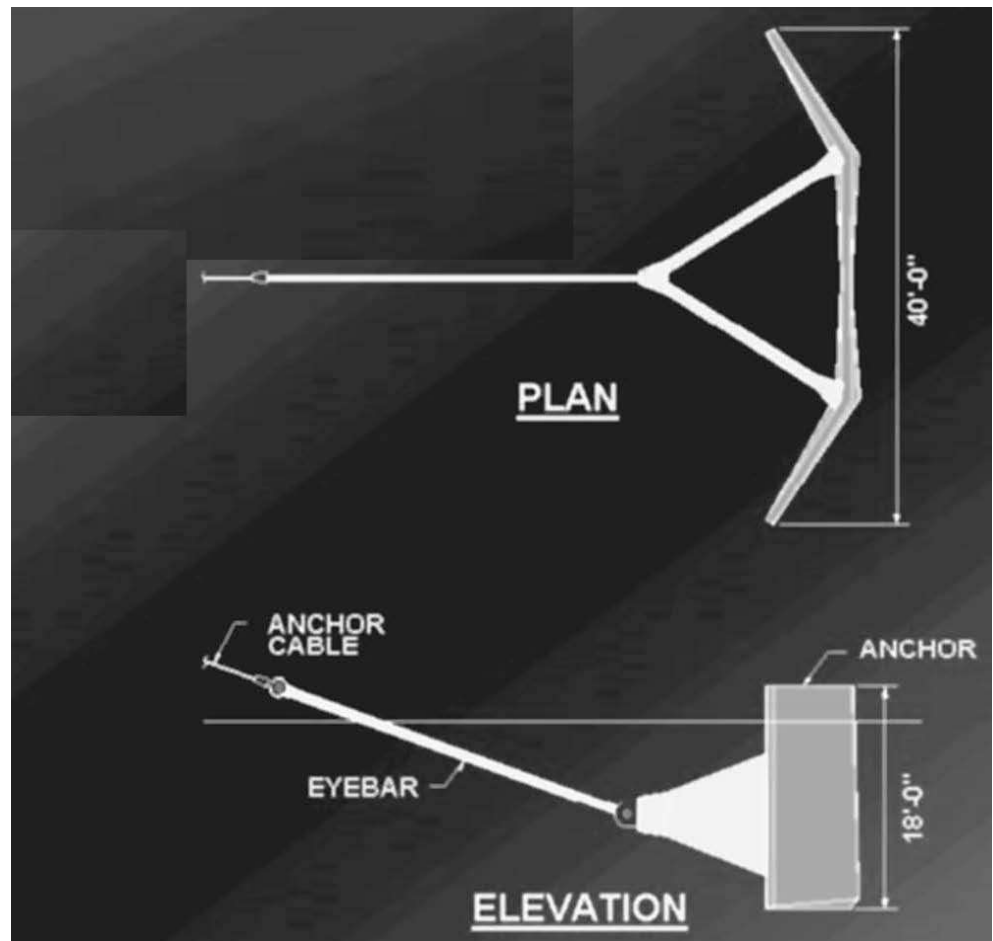 40'-0"
PLAN
ANCHOR
CABLE
ANCHOR
EYEBAR
18'-0"
ELEVATION